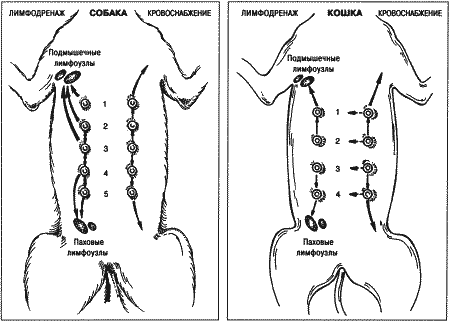 ЛИМФОДРЕНАЖ СОБАКА КРОВОСНАБЖЕНИЕ
Подмышечные
лимфоузлы
1
2
3
4
5
Паховые
лимфоузлы
ЛИМФОДРЕНАЖ КОШКА КРОВОСНАБЖЕНИЕ
Подмышечные
лимфоузлы
1
2
3
4
Паховые
лимфоузлы